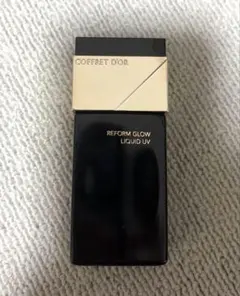 COFFRET D'OR
REFORM GLOW
LIQUID UV